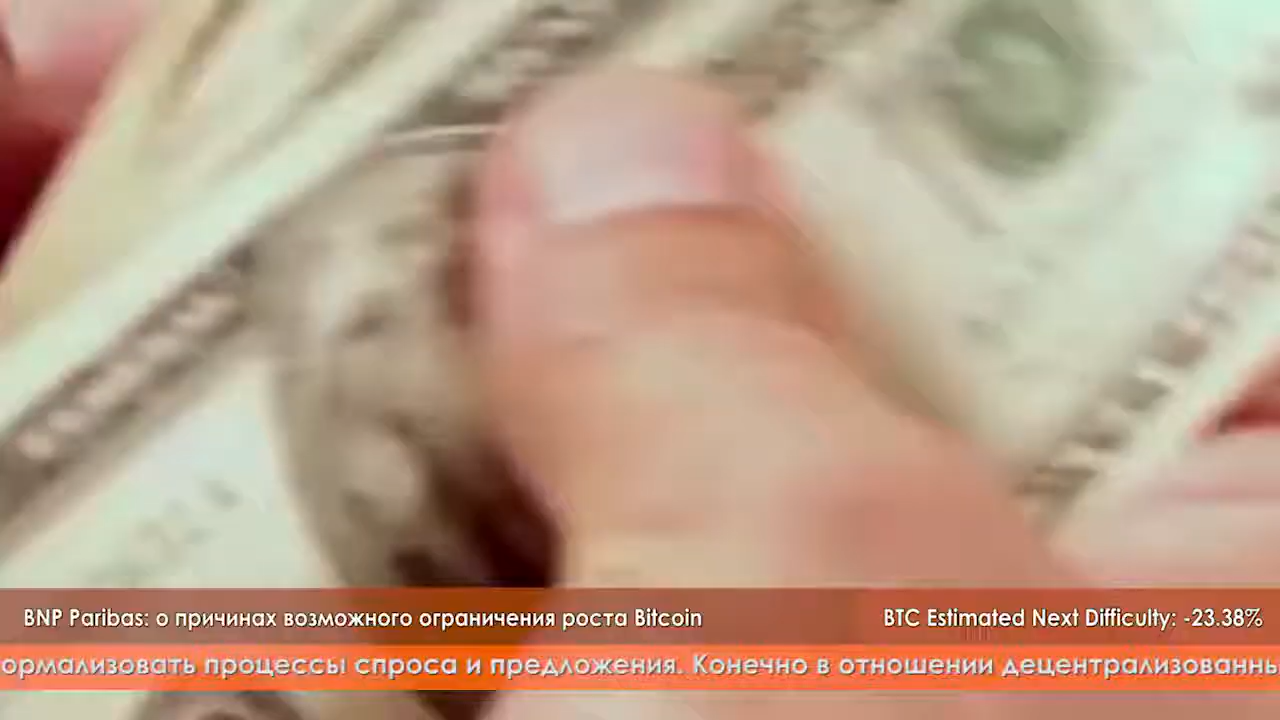 BNP Paribas: о причинах возможного ограничения роста Bitcoin
BTC Estimated Next Difficulty: -23.38%
ормализовать процессы спроса и предложения. Конечно в отношении децентрализованны